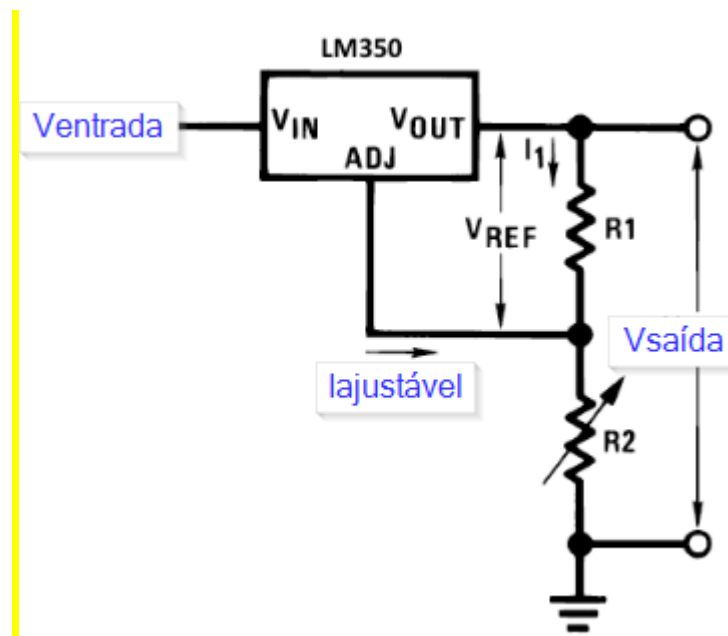 LM350
Ventrada
VIN
VOUT
ADJ
I1
VREF
R1
Vsaída
Iajustável
R2